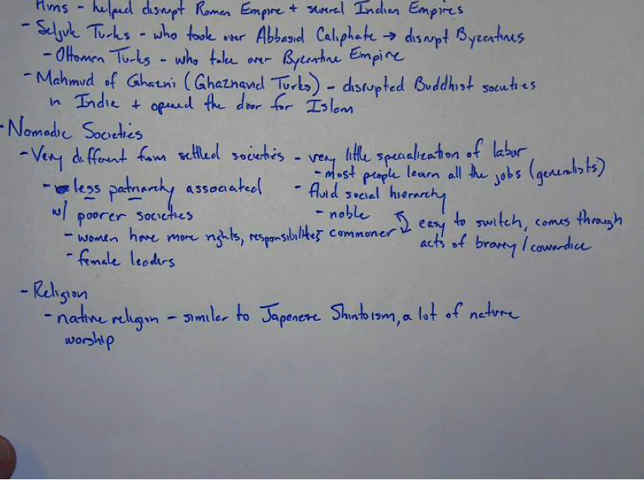 Huns - helped disrupt Roman Empire + several Indian Empires
- Seljuk Turks - who took over Abbasid Caliphate → disrupt Byzantines
- Ottoman Turks - who take over Byzantine Empire
- Mahmud of Ghazni (Ghaznavid Turks) - disrupted Buddhist societies
in India + opened the door for Islam
- Nomadic Societies
- Very different from settled societies - very little specialization of labor
- most people learn all the jobs (generalists)
- less patriarchy associated - fluid social hierarchy
w/ poorer societies - noble
- women have more rights, responsibilities commoner easy to switch, comes through
- female leaders acts of bravery/cowardice
- Religion
- native religion - similar to Japenese Shintoism, a lot of nature
worship